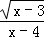 √(x − 3)
x − 4